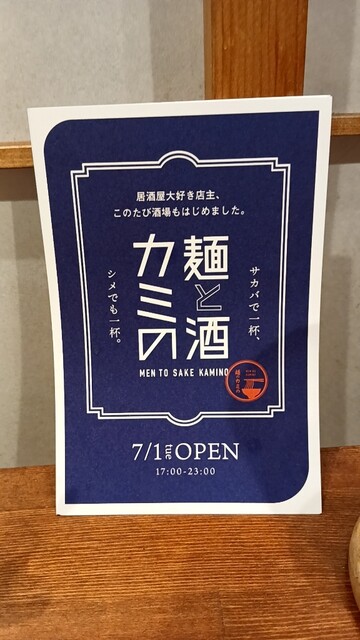 居酒屋大好き店主、
このたび酒場もはじめました。
サカバで一杯、
麺と酒
カミの
シメでも一杯。
MEN TO SAKE KAMINO
7/1 tue OPEN
17:00-23:00